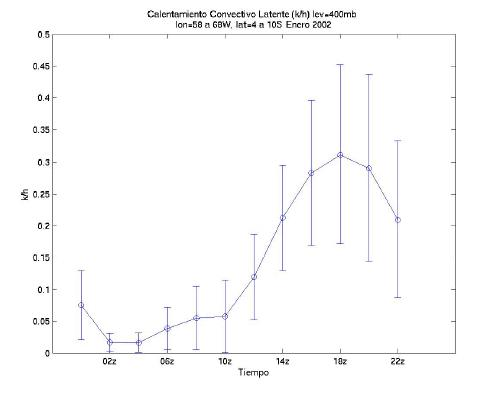 Calentamiento Convectivo Latente (k/h) lev=400mb
lon=58 a 68W, lat=4 a 10S Enero 2002
0.5
0.45
0.4
0.35
0.3
0.25
0.2
0.15
0.1
0.05
0
k/h
02z 06z 10z 14z 18z 22z
Tiempo